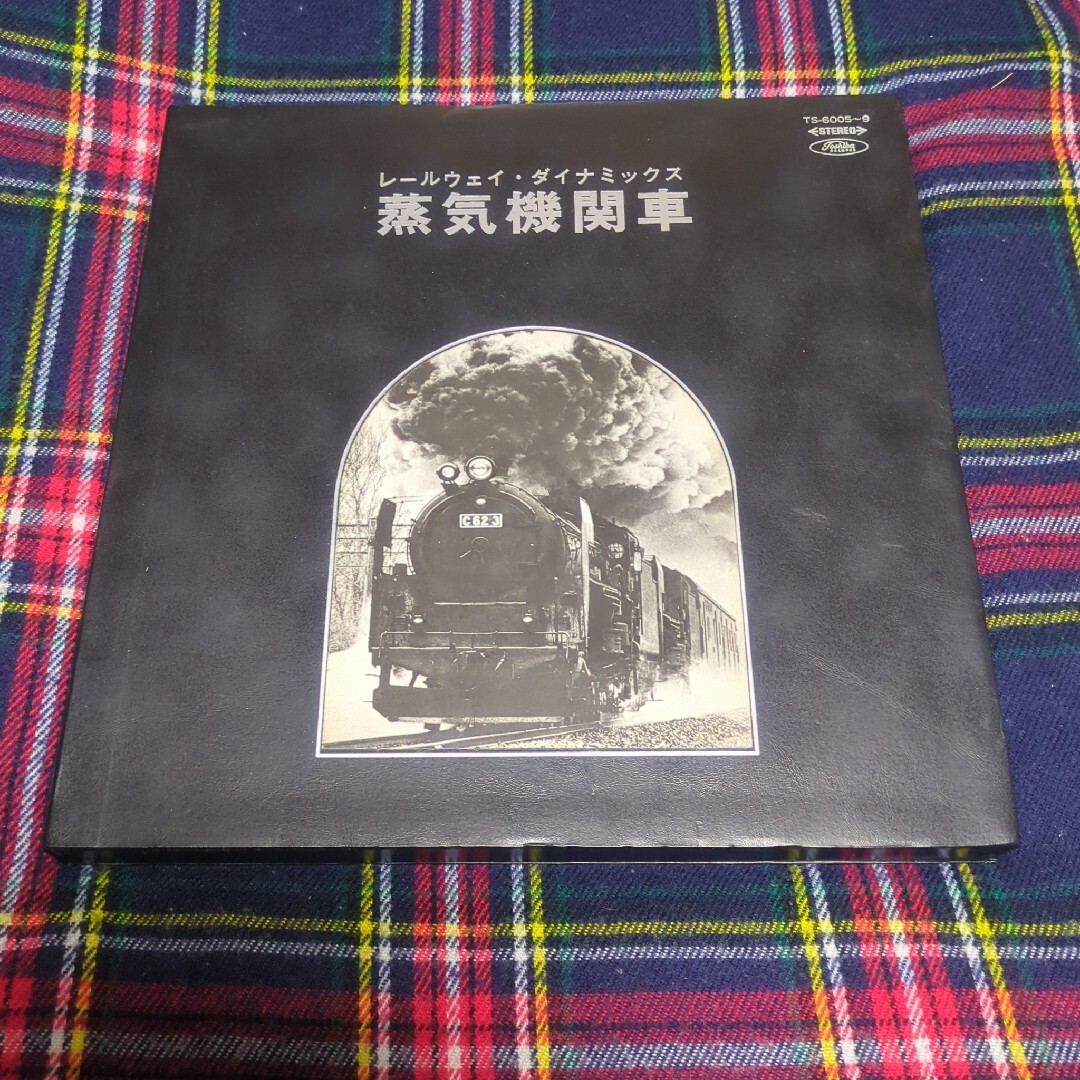 TS-6005~9
STEREO
Toshiba
RECORDS
レールウェイ・ダイナミックス
蒸気機関車
C62 3